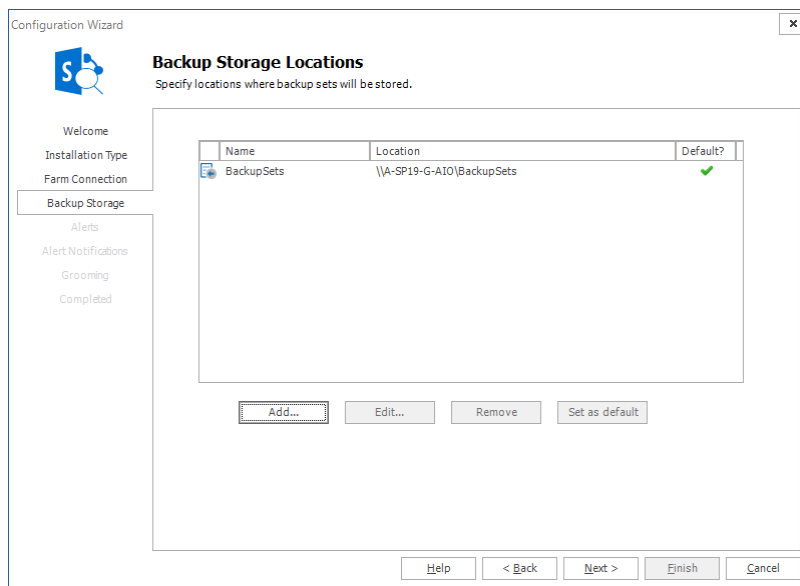 Configuration Wizard
S
Backup Storage Locations
Specify locations where backup sets will be stored.
Welcome
Installation Type
Farm Connection
Backup Storage
Alerts
Alert Notifications
Grooming
Completed
Name Location Default?
BackupSets \\A-SP19-G-AIO\BackupSets
Add... Edit... Remove Set as default
Help < Back Next > Finish Cancel